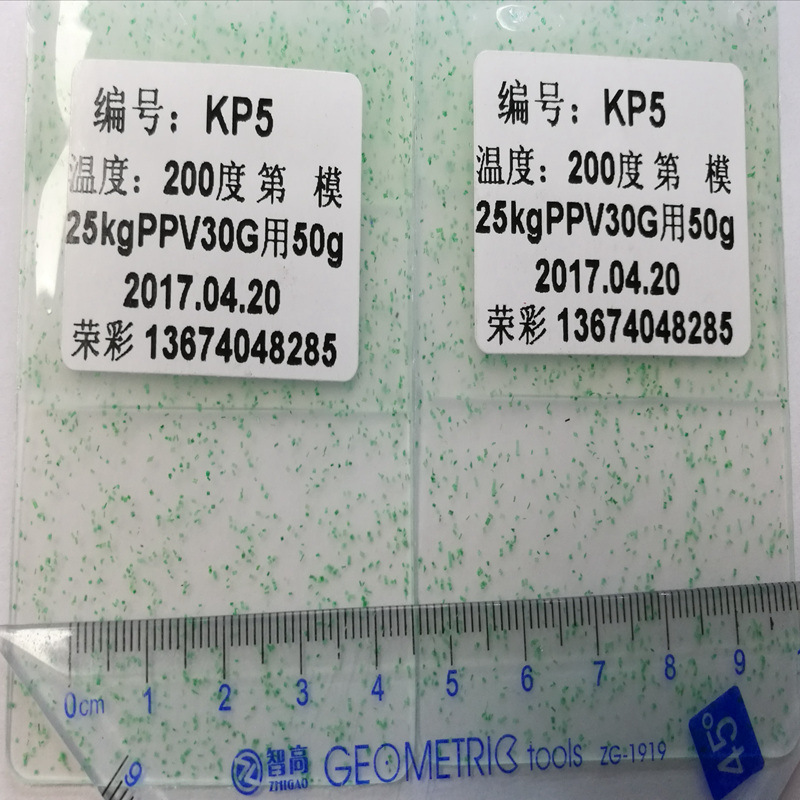 编号：KP5
温度：200度第 模
25kgPPV30G用50g
2017.04.20
荣彩 13674048285
编号：KP5
温度：200度第 模
25kgPPV30G用50g
2017.04.20
荣彩 13674048285
0cm 1 2 3 4 5 6 7 8 9
智高 ZHIGAO GEOMETRIC tools ZG-1919
45°
9